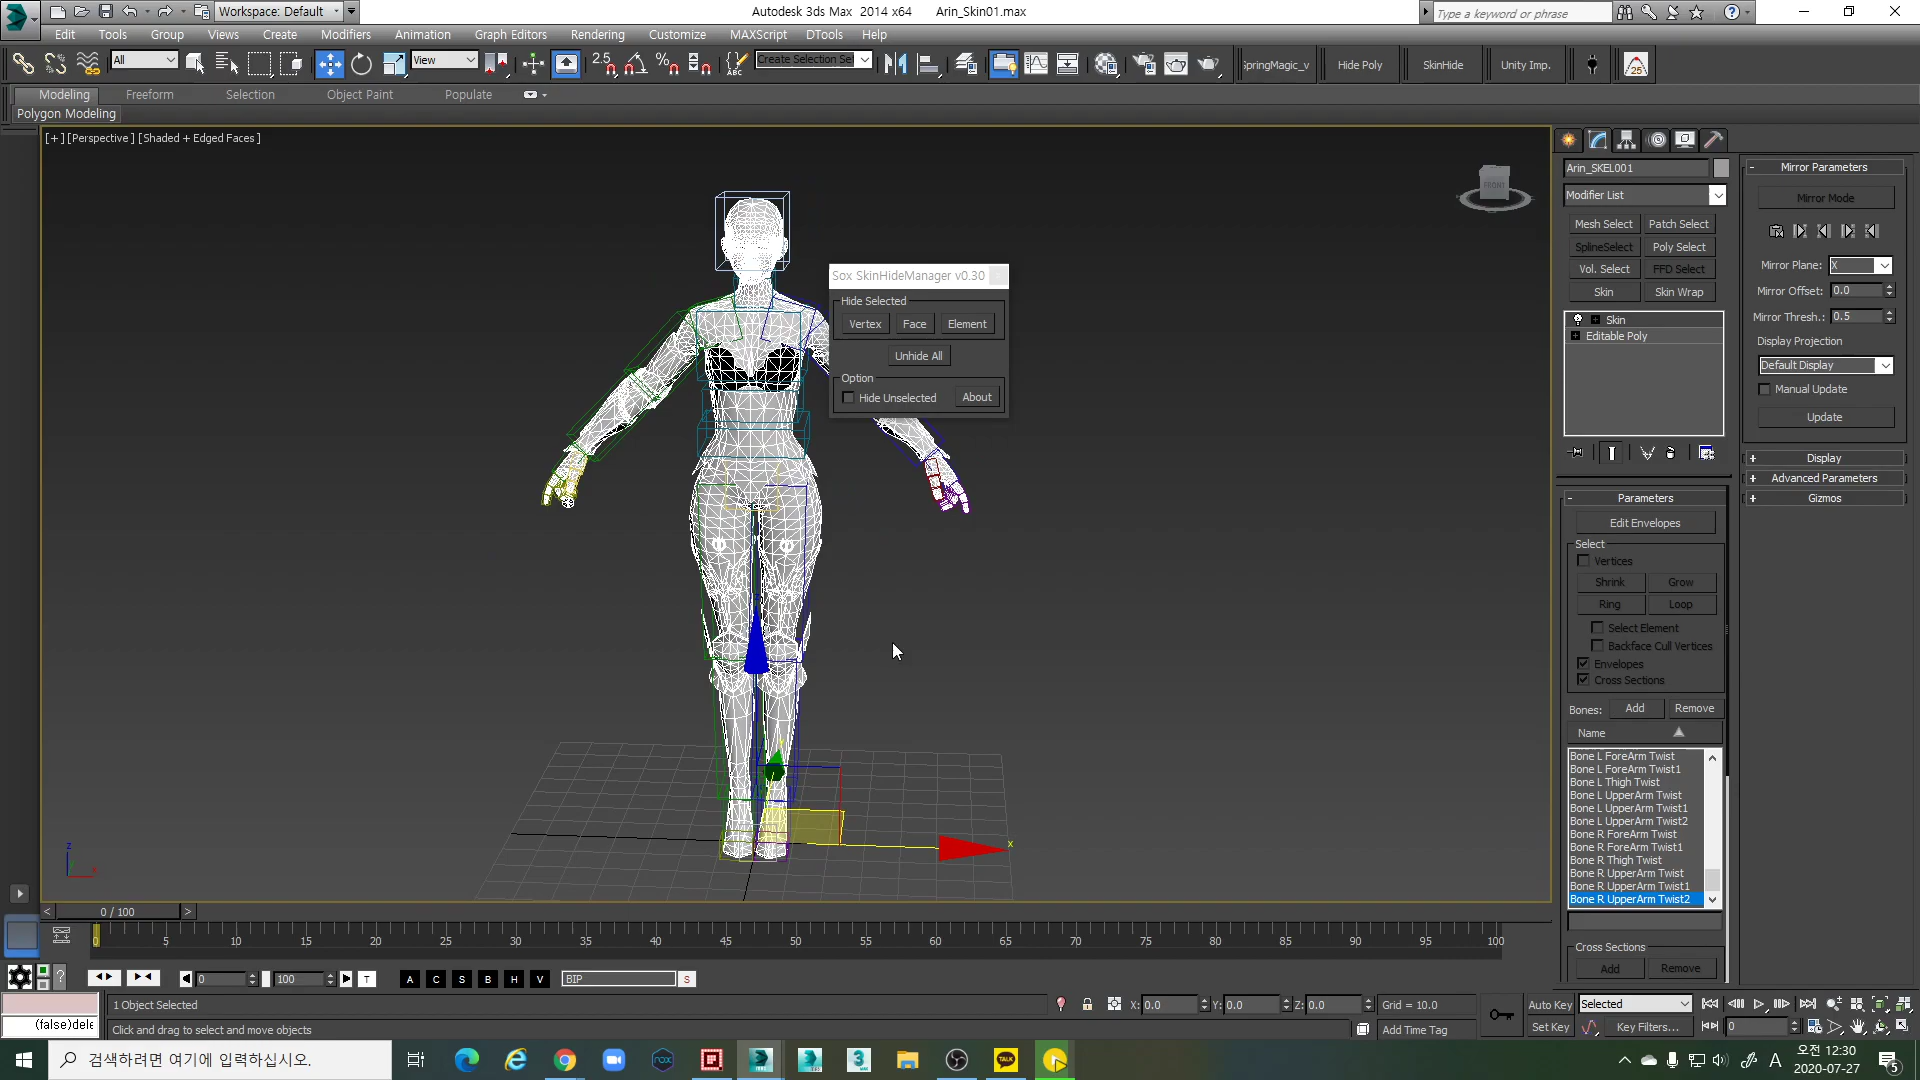 Workspace: Default
Autodesk 3ds Max 2014 x64 Arin_Skin01.max
Type a keyword or phrase
Edit Tools Group Views Create Modifiers Animation Graph Editors Rendering Customize MAXScript DTools Help
All
View
2.5
Create Selection Set
SpringMagic_v
Hide Poly
SkinHide
Unity Imp.
25
Modeling Freeform Selection Object Paint Populate
Polygon Modeling
[+] [Perspective] [Shaded + Edged Faces]
FRONT
Sox SkinHideManager v0.30
Hide Selected
Vertex Face Element
Unhide All
Option
Hide Unselected About
x
z
Arin_SKEL001
Modifier List
Mesh Select Patch Select
SplineSelect Poly Select
Vol. Select FFD Select
Skin Skin Wrap
Skin
Editable Poly
Parameters
Edit Envelopes
Select
Vertices
Shrink Grow
Ring Loop
Select Element
Backface Cull Vertices
Envelopes
Cross Sections
Bones: Add Remove
Name
Bone L ForeArm Twist
Bone L ForeArm Twist1
Bone L Thigh Twist
Bone L UpperArm Twist
Bone L UpperArm Twist1
Bone L UpperArm Twist2
Bone R ForeArm Twist
Bone R ForeArm Twist1
Bone R Thigh Twist
Bone R UpperArm Twist
Bone R UpperArm Twist1
Bone R UpperArm Twist2
Cross Sections
Add Remove
Mirror Parameters
Mirror Mode
Mirror Plane: X
Mirror Offset: 0.0
Mirror Thresh.: 0.5
Display Projection
Default Display
Manual Update
Update
Display
Advanced Parameters
Gizmos
< 0 / 100 >
0 5 10 15 20 25 30 35 40 45 50 55 60 65 70 75 80 85 90 95 100
0 100 T A C S B H V BIP S
1 Object Selected
X: 0.0 Y: 0.0 Z: 0.0 Grid = 10.0
Auto Key Selected
(false)dele
Click and drag to select and move objects
Add Time Tag
Set Key Key Filters... 0
검색하려면 여기에 입력하십시오.
TALK
A
오전 12:30
2020-07-27
5